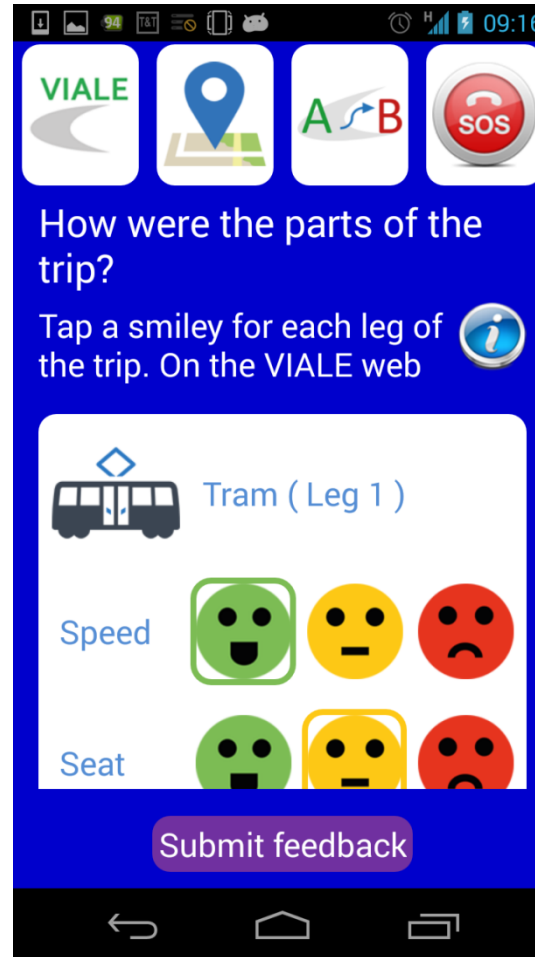 94 T&T H 09:16
VIALE
A B
SOS
How were the parts of the
trip?
Tap a smiley for each leg of
the trip. On the VIALE web
i
Tram ( Leg 1 )
Speed
Seat
Submit feedback